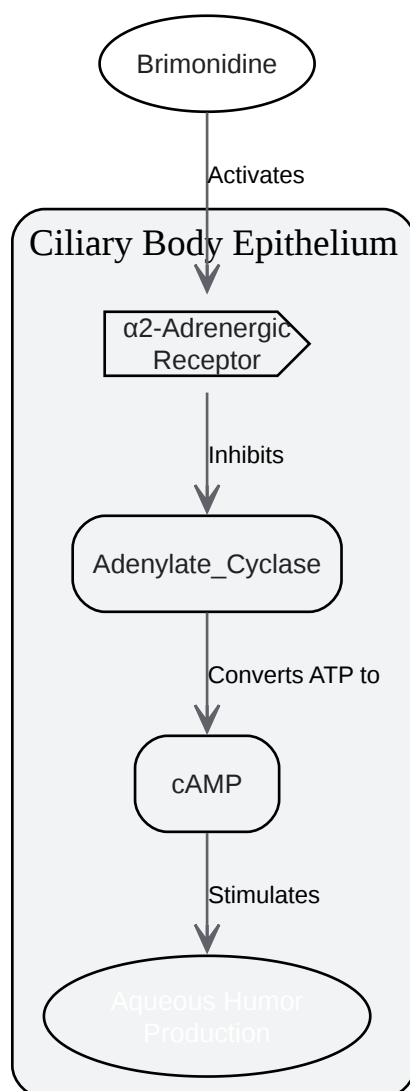 Brimonidine
Activates
Ciliary Body Epithelium
α2-Adrenergic
Receptor
Inhibits
Adenylate_Cyclase
Converts ATP to
cAMP
Stimulates
Aqueous Humor
Production